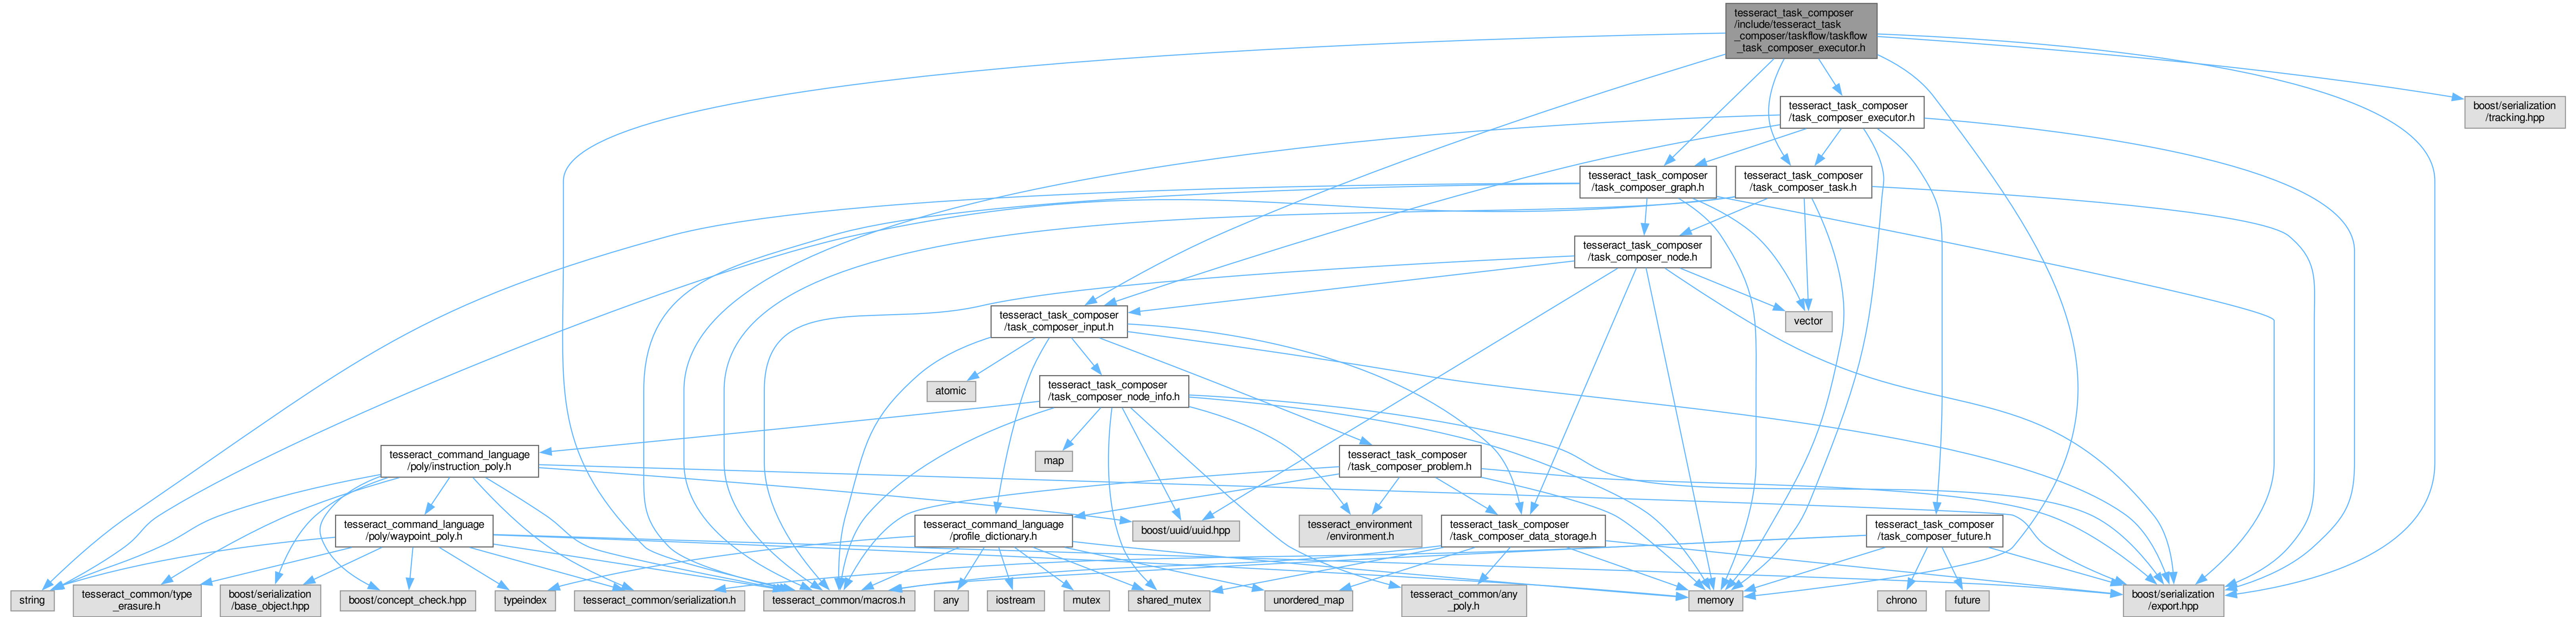 tesseract_task_composer
/include/tesseract_task
_composer/taskflow/taskflow
_task_composer_executor.h
tesseract_task_composer
/task_composer_executor.h
boost/serialization
/tracking.hpp
tesseract_task_composer
/task_composer_graph.h
tesseract_task_composer
/task_composer_task.h
tesseract_task_composer
/task_composer_node.h
tesseract_task_composer
/task_composer_input.h
vector
atomic
tesseract_task_composer
/task_composer_node_info.h
tesseract_command_language
/poly/instruction_poly.h
map
tesseract_task_composer
/task_composer_problem.h
tesseract_command_language
/poly/waypoint_poly.h
tesseract_command_language
/profile_dictionary.h
boost/uuid/uuid.hpp
tesseract_environment
/environment.h
tesseract_task_composer
/task_composer_data_storage.h
tesseract_task_composer
/task_composer_future.h
string
tesseract_common/type
_erasure.h
boost/serialization
/base_object.hpp
boost/concept_check.hpp
typeindex
tesseract_common/serialization.h
tesseract_common/macros.h
any
iostream
mutex
shared_mutex
unordered_map
tesseract_common/any
_poly.h
memory
chrono
future
boost/serialization
/export.hpp